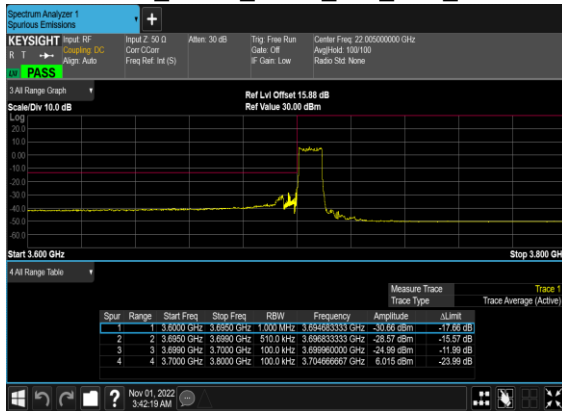 Spectrum Analyzer 1
Spurious Emissions
KEYSIGHT
R T
PASS
Input: RF
Coupling: DC
Align: Auto
Input Z: 50 Ω
Corr CCorr
Freq Ref: Int (S)
Atten: 30 dB
Trig: Free Run
Gate: Off
IF Gain: Low
Center Freq: 22.005000000 GHz
Avg|Hold: 100/100
Radio Std: None
3 All Range Graph
Scale/Div 10.0 dB
Ref Lvl Offset 15.88 dB
Ref Value 30.00 dBm
Log
20.0
10.0
0.00
-10.0
-20.0
-30.0
-40.0
-50.0
-60.0
Start 3.600 GHz
Stop 3.800 GHz
4 All Range Table
Measure Trace Trace 1
Trace Type Trace Average (Active)
Spur Range Start Freq Stop Freq RBW Frequency Amplitude ΔLimit
1 1 3.6000 GHz 3.6950 GHz 1.000 MHz 3.694683333 GHz -30.66 dBm -17.66 dB
2 2 3.6950 GHz 3.6990 GHz 510.0 kHz 3.696833333 GHz -28.57 dBm -15.57 dB
3 3 3.6990 GHz 3.7000 GHz 100.0 kHz 3.699960000 GHz -24.99 dBm -11.99 dB
4 4 3.7000 GHz 3.8000 GHz 100.0 kHz 3.704666667 GHz 6.015 dBm -23.99 dB
?
Nov 01, 2022
3:42:19 AM